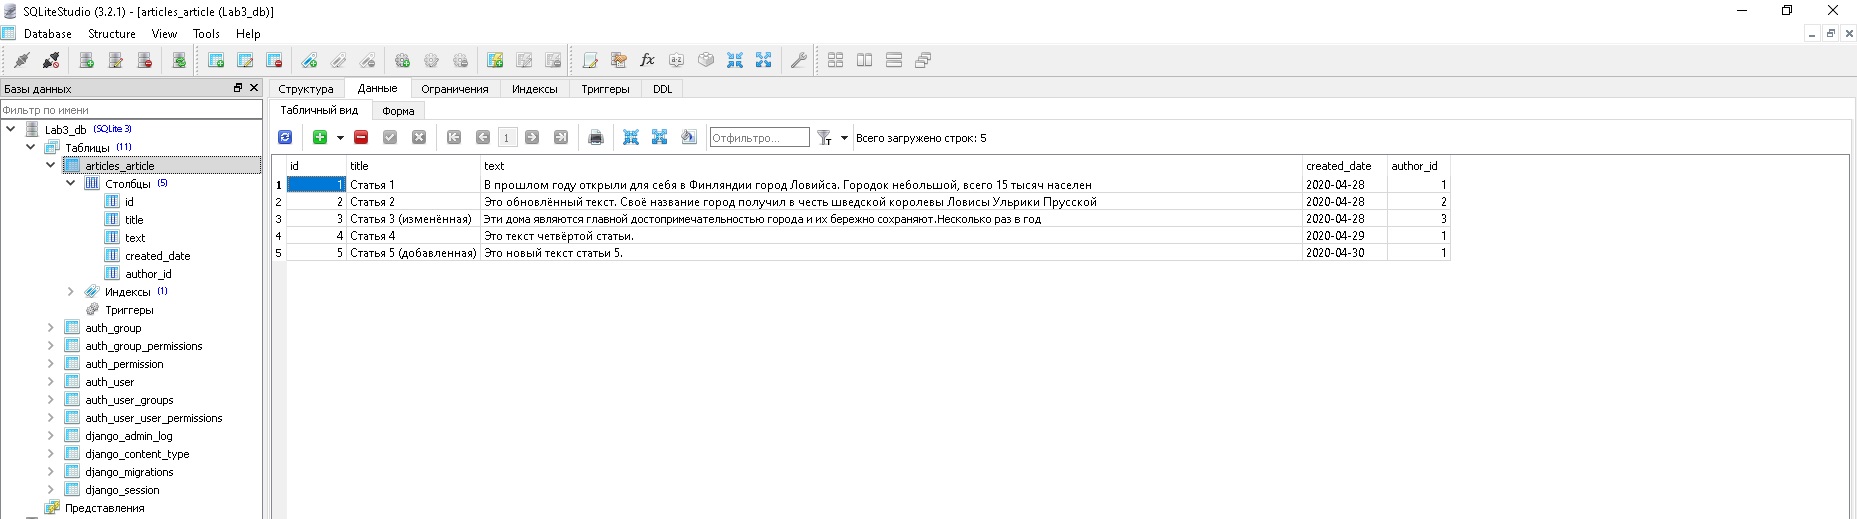 SQLiteStudio (3.2.1) - [articles_article (Lab3_db)]
Database Structure View Tools Help
Базы данных
Фильтр по имени
Lab3_db (SQLite 3)
Таблицы (11)
articles_article
Столбцы (5)
id
title
text
created_date
author_id
Индексы (1)
Триггеры
auth_group
auth_group_permissions
auth_permission
auth_user
auth_user_groups
auth_user_user_permissions
django_admin_log
django_content_type
django_migrations
django_session
Представления
Структура Данные Ограничения Индексы Триггеры DDL
Табличный вид Форма
1 Отфильтро... Всего загружено строк: 5
id title text created_date author_id
1 1 Статья 1 В прошлом году открыли для себя в Финляндии город Ловийса. Городок небольшой, всего 15 тысяч населен 2020-04-28 1
2 2 Статья 2 Это обновлённый текст. Своё название город получил в честь шведской королевы Ловисы Ульрики Прусской 2020-04-28 2
3 3 Статья 3 (изменённая) Эти дома являются главной достопримечательностью города и их бережно сохраняют.Несколько раз в год 2020-04-28 3
4 4 Статья 4 Это текст четвёртой статьи. 2020-04-29 1
5 5 Статья 5 (добавленная) Это новый текст статьи 5. 2020-04-30 1